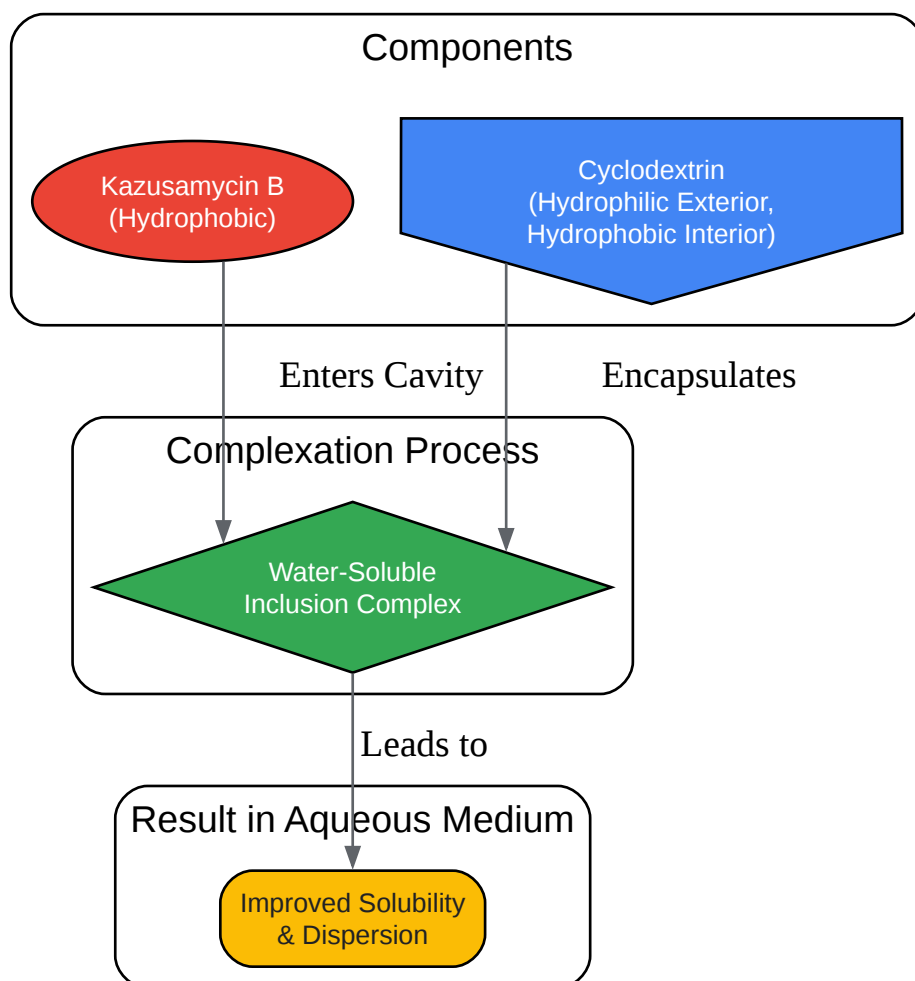 Components
Kazusamycin B
(Hydrophobic)
Cyclodextrin
(Hydrophilic Exterior,
Hydrophobic Interior)
Enters Cavity
Encapsulates
Complexation Process
Water-Soluble
Inclusion Complex
Leads to
Result in Aqueous Medium
Improved Solubility
& Dispersion